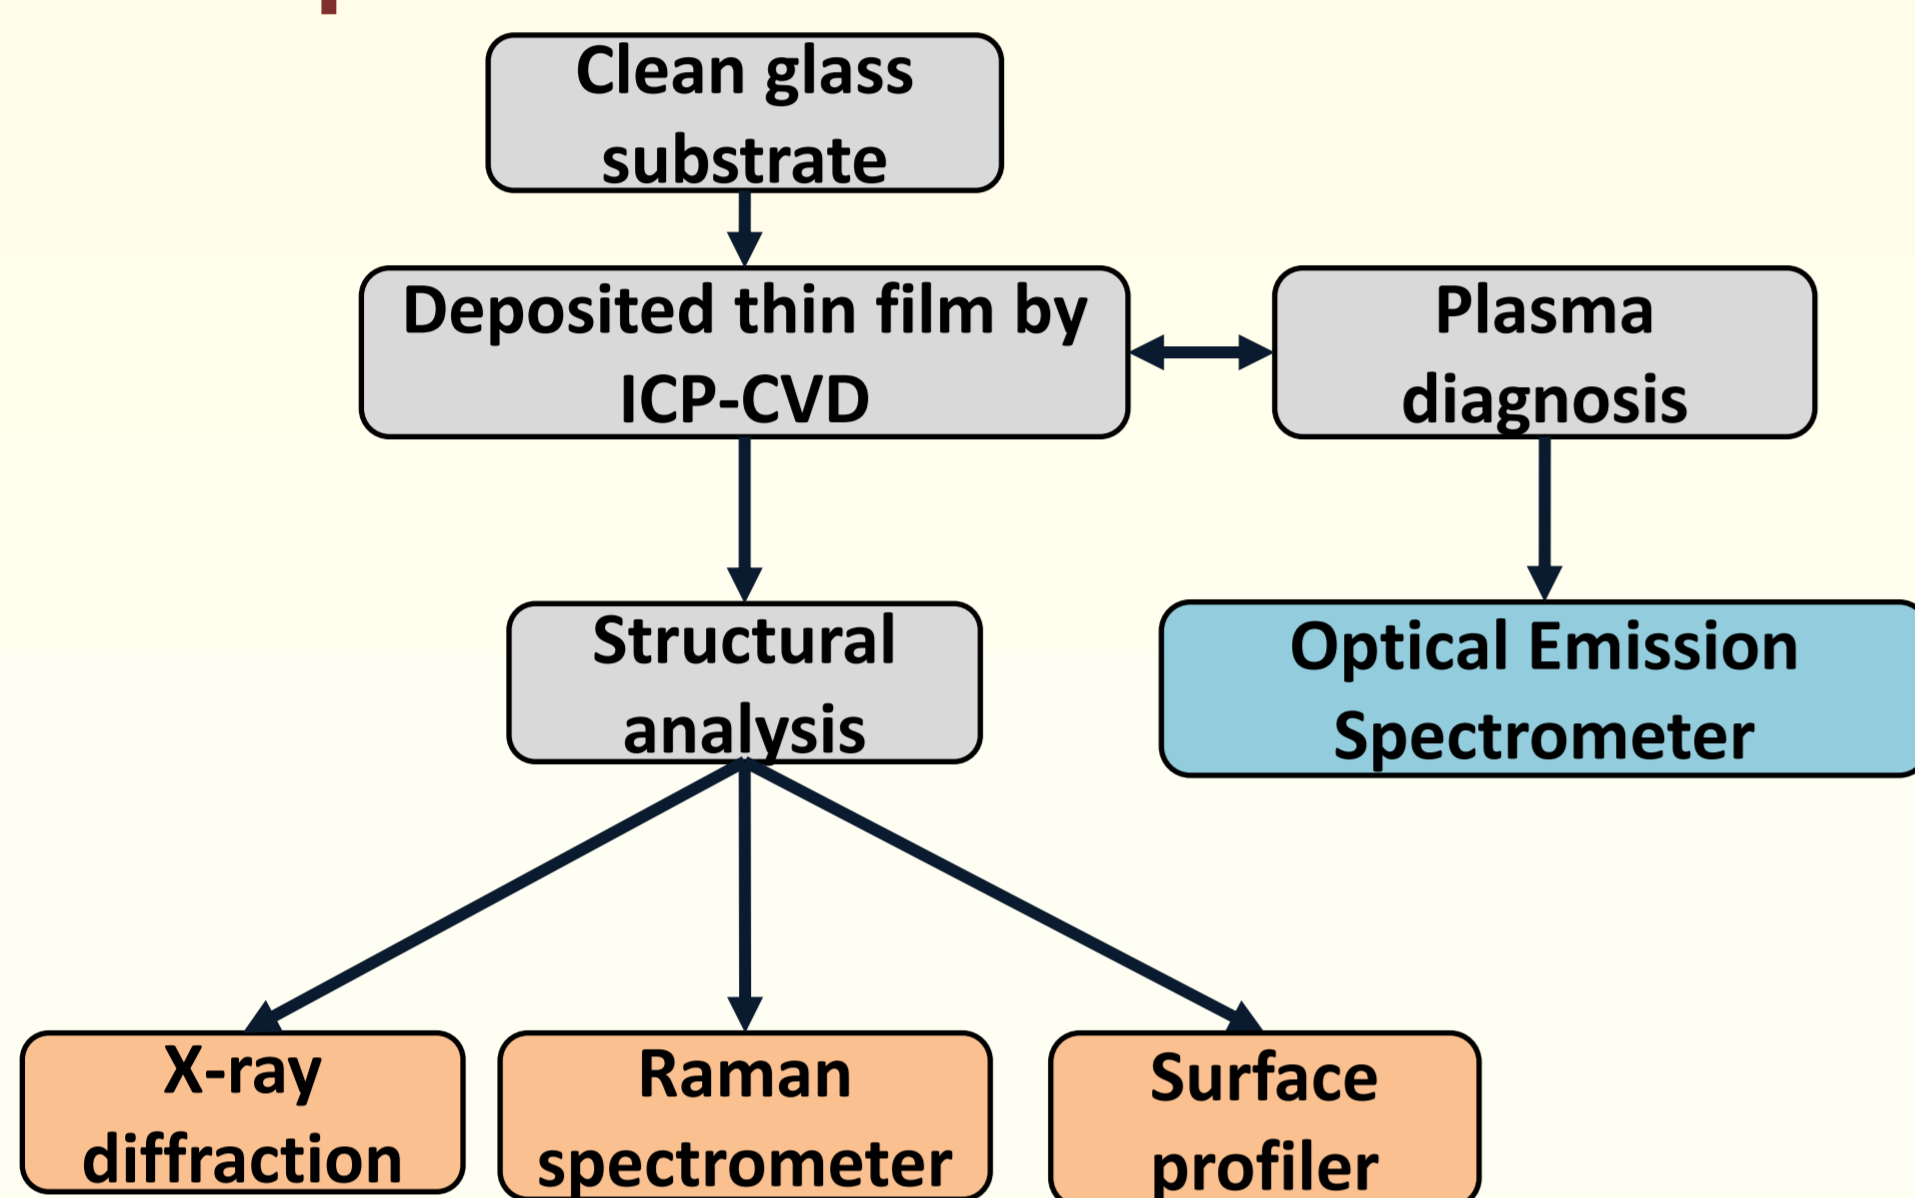 Clean glass
substrate
Deposited thin film by
ICP-CVD
Plasma
diagnosis
Structural
analysis
Optical Emission
Spectrometer
X-ray
diffraction
Raman
spectrometer
Surface
profiler